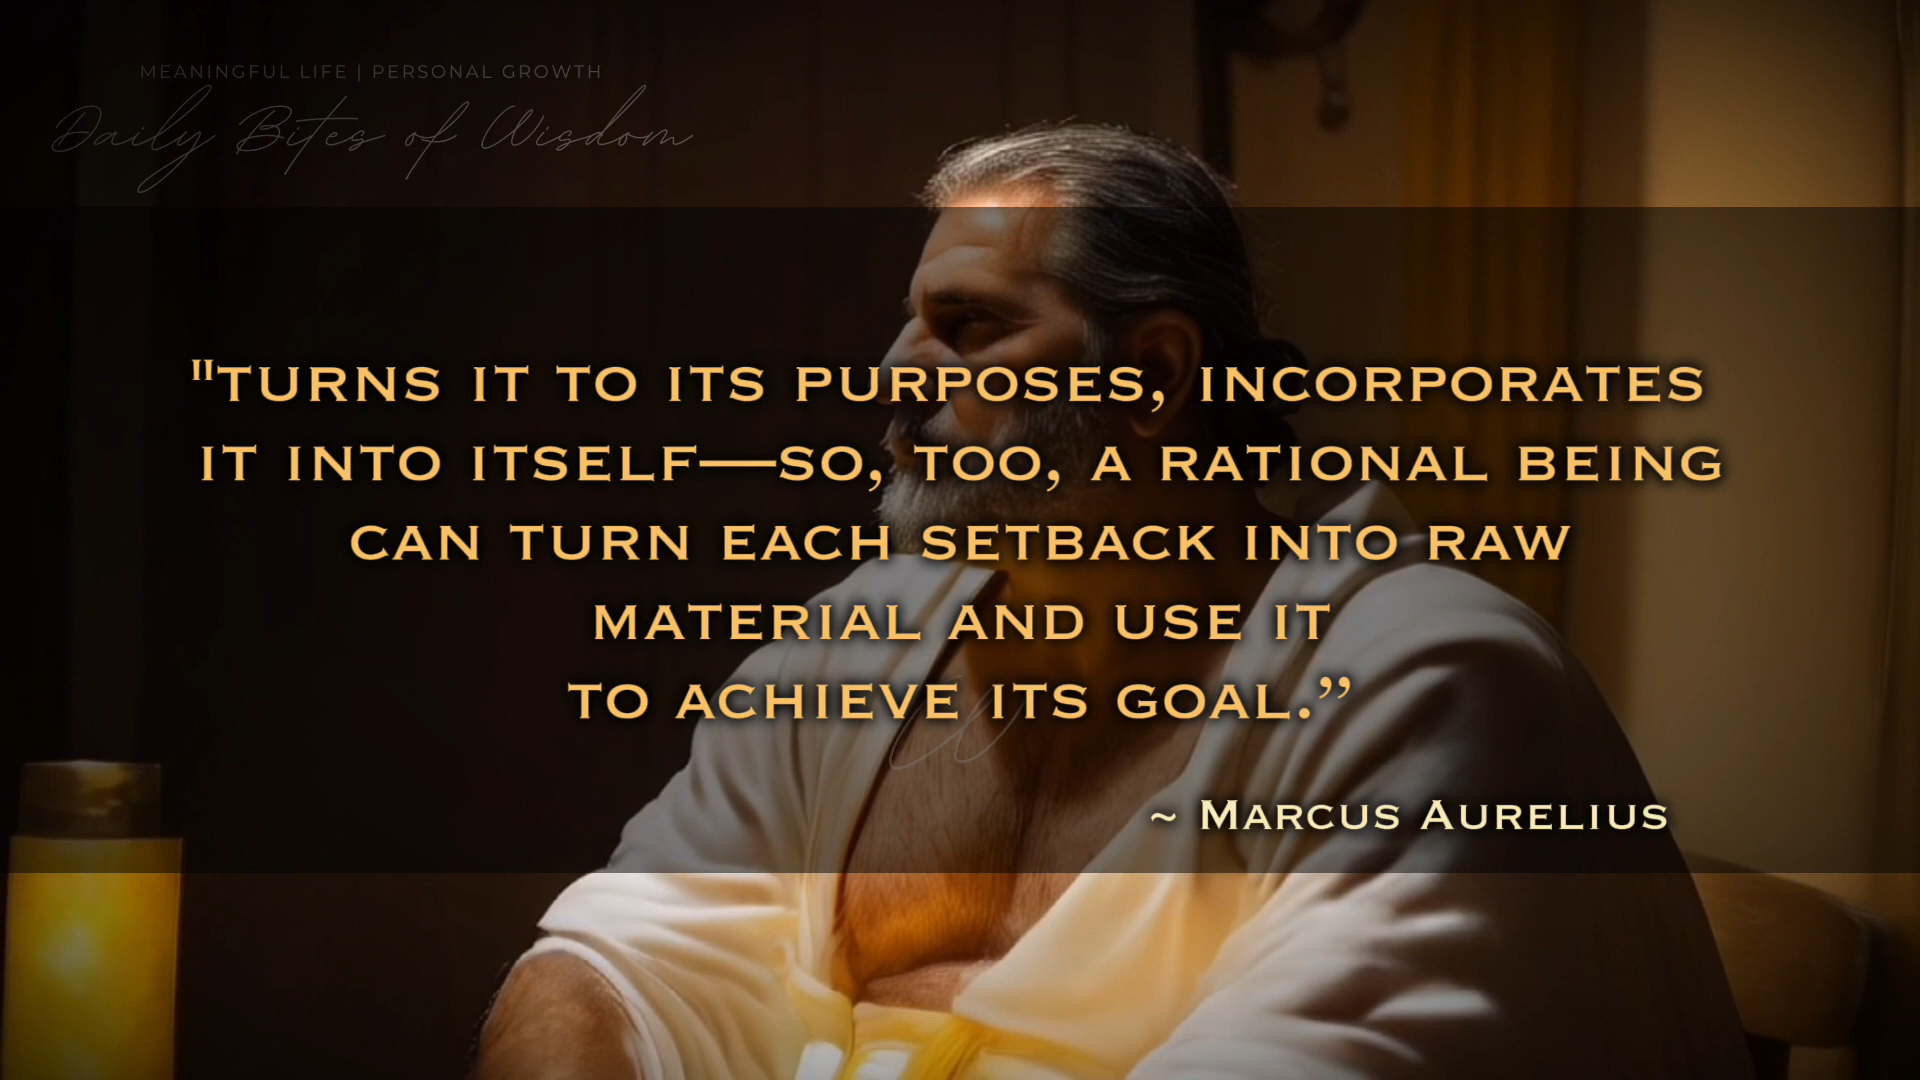 MEANINGFUL LIFE | PERSONAL GROWTH
Daily Bites of Wisdom
"TURNS IT TO ITS PURPOSES, INCORPORATES
IT INTO ITSELF—SO, TOO, A RATIONAL BEING
CAN TURN EACH SETBACK INTO RAW
MATERIAL AND USE IT
TO ACHIEVE ITS GOAL.”
W
~ MARCUS AURELIUS